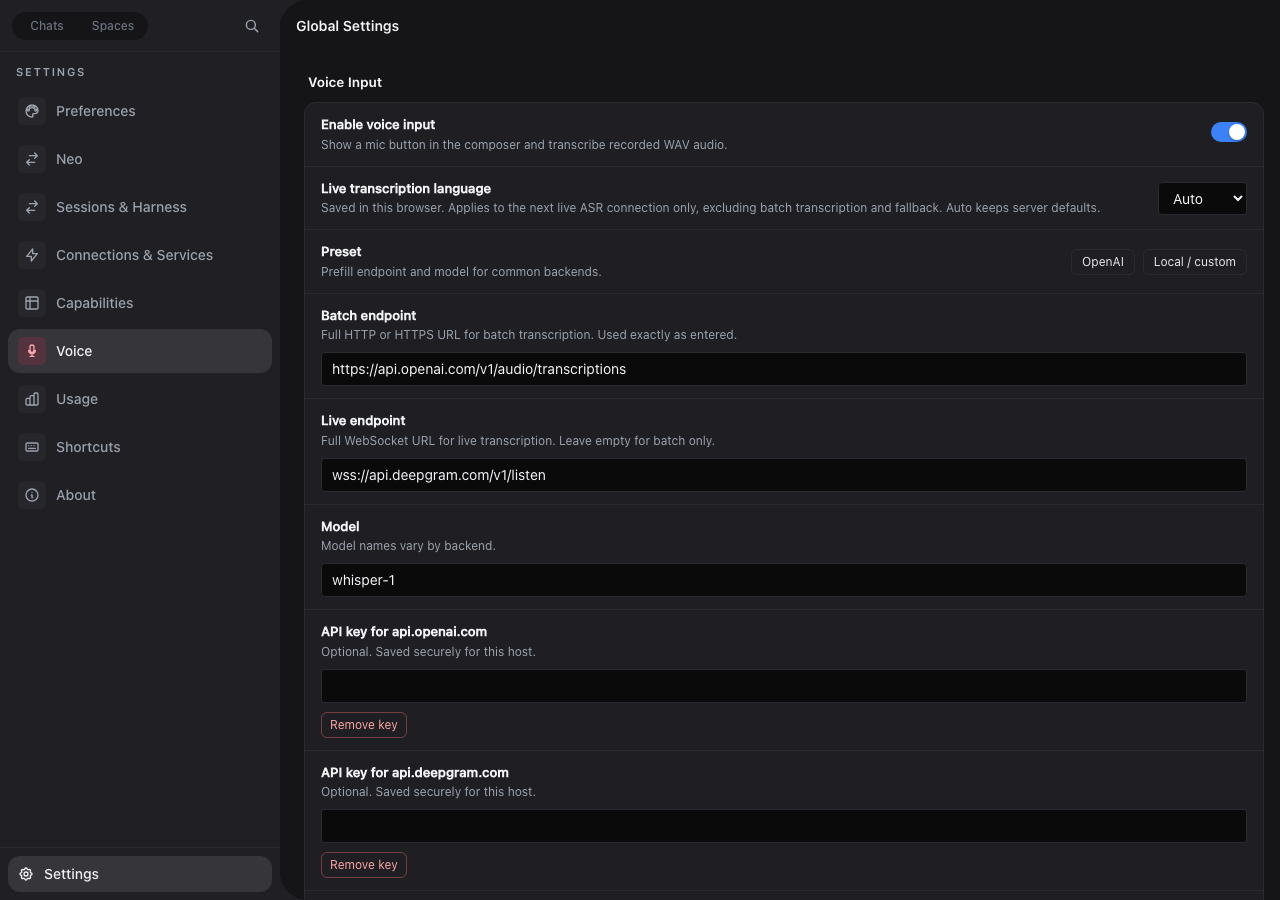 Chats
Spaces
Global Settings
SETTINGS
Preferences
Neo
Sessions & Harness
Connections & Services
Capabilities
Voice
Usage
Shortcuts
About
Settings
Voice Input
Enable voice input
Show a mic button in the composer and transcribe recorded WAV audio.
Live transcription language
Saved in this browser. Applies to the next live ASR connection only, excluding batch transcription and fallback. Auto keeps server defaults.
Auto
Preset
Prefill endpoint and model for common backends.
OpenAI
Local / custom
Batch endpoint
Full HTTP or HTTPS URL for batch transcription. Used exactly as entered.
https://api.openai.com/v1/audio/transcriptions
Live endpoint
Full WebSocket URL for live transcription. Leave empty for batch only.
wss://api.deepgram.com/v1/listen
Model
Model names vary by backend.
whisper-1
API key for api.openai.com
Optional. Saved securely for this host.
Remove key
API key for api.deepgram.com
Optional. Saved securely for this host.
Remove key